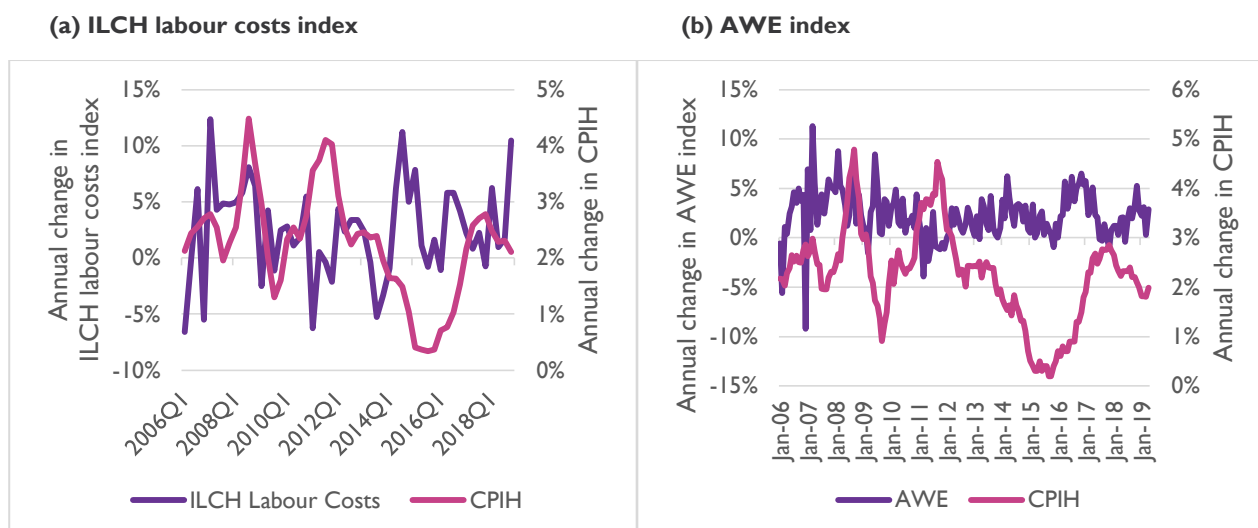 (a) ILCH labour costs index
15%
10%
5%
0%
-5%
-10%
Annual change in
ILCH labour costs index
5%
4%
3%
2%
1%
0%
Annual change in CPIH
2006Q1
2008Q1
2010Q1
2012Q1
2014Q1
2016Q1
2018Q1
ILCH Labour Costs
CPIH
(b) AWE index
15%
10%
5%
0%
-5%
-10%
-15%
Annual change in AWE index
6%
5%
4%
3%
2%
1%
0%
Annual change in CPIH
Jan-06
Jan-07
Jan-08
Jan-09
Jan-10
Jan-11
Jan-12
Jan-13
Jan-14
Jan-15
Jan-16
Jan-17
Jan-18
Jan-19
AWE
CPIH